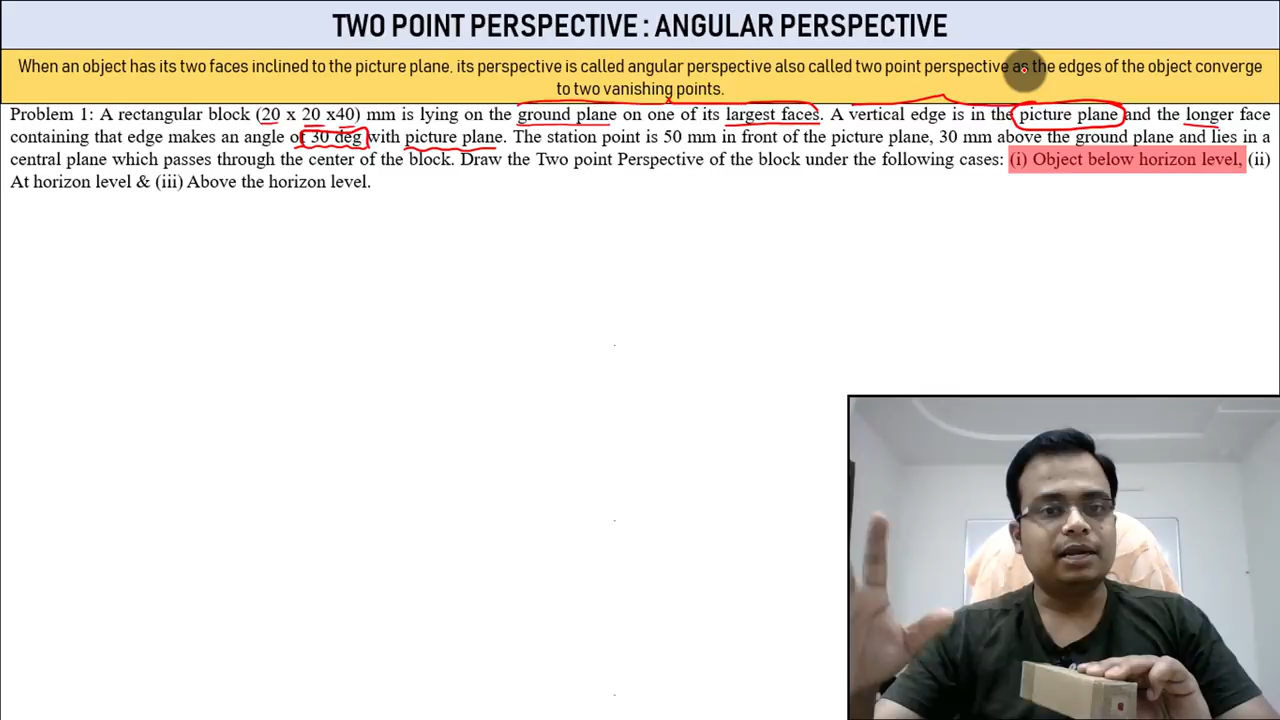 TWO POINT PERSPECTIVE : ANGULAR PERSPECTIVE
When an object has its two faces inclined to the picture plane, its perspective is called angular perspective also called two point perspective as the edges of the object converge
to two vanishing points.
Problem 1: A rectangular block (20 x 20 x40) mm is lying on the ground plane on one of its largest faces. A vertical edge is in the picture plane and the longer face
containing that edge makes an angle of 30 deg with picture plane. The station point is 50 mm in front of the picture plane, 30 mm above the ground plane and lies in a
central plane which passes through the center of the block. Draw the Two point Perspective of the block under the following cases: (i) Object below horizon level, (ii)
At horizon level & (iii) Above the horizon level.